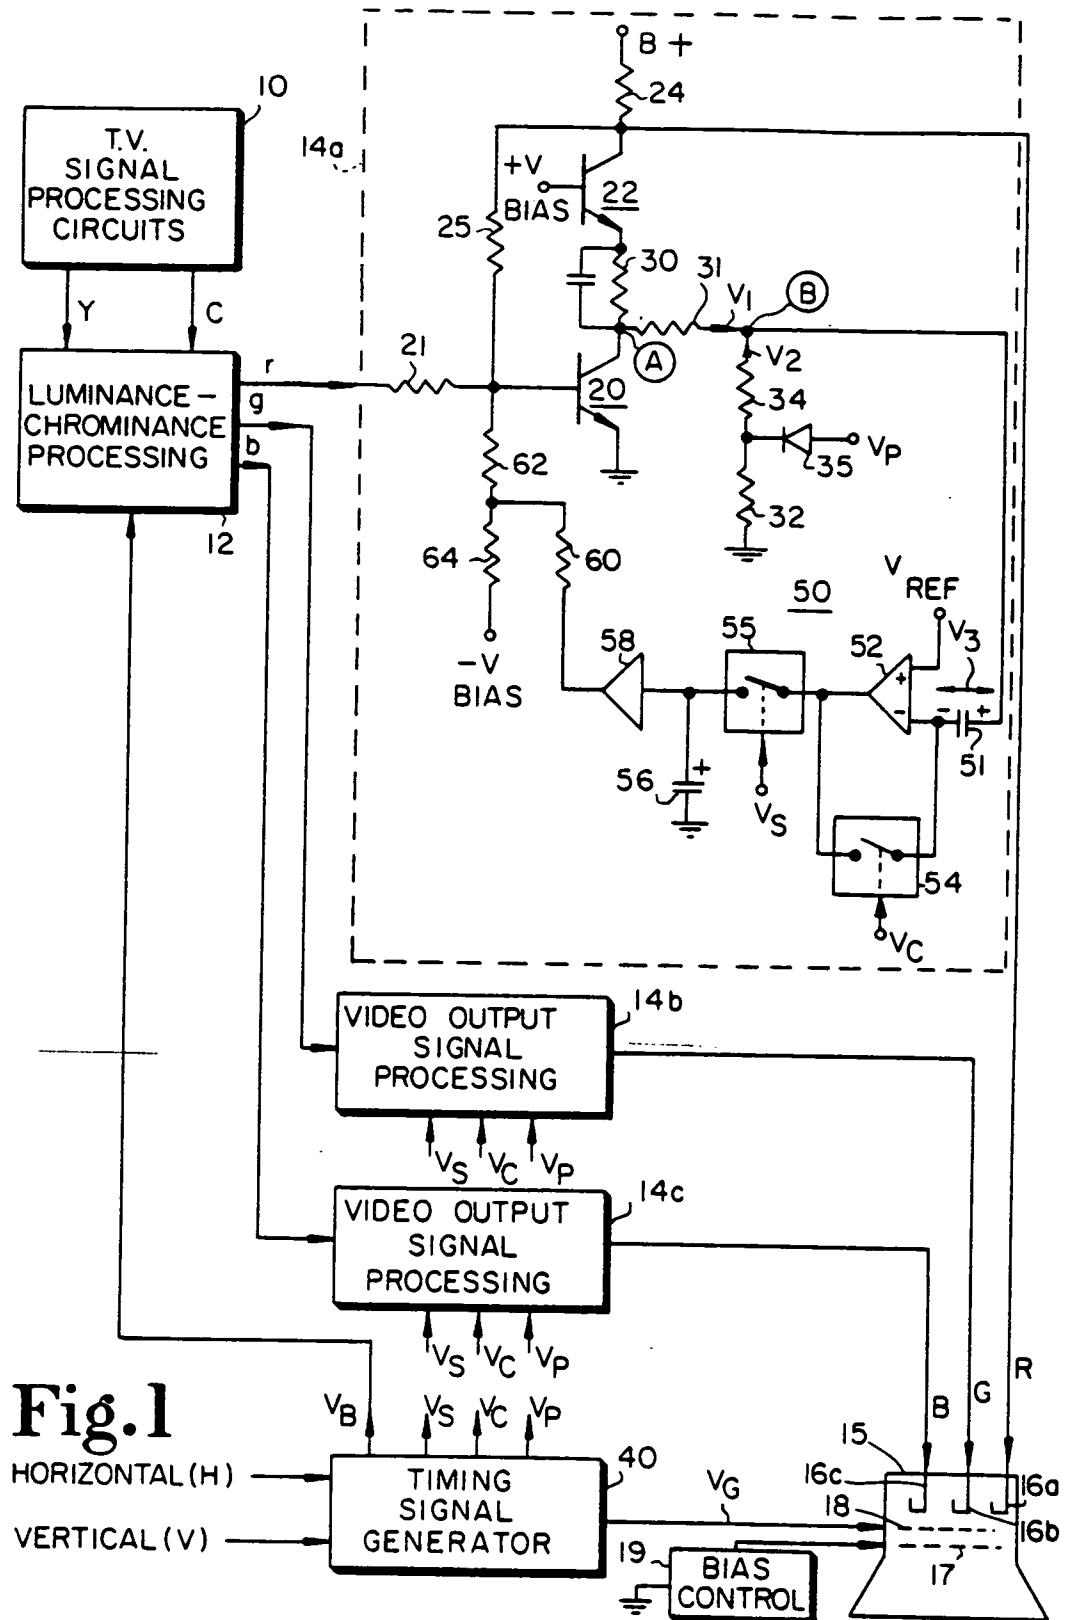 B +
24
10
T.V.
SIGNAL
PROCESSING
CIRCUITS
14a
+V
BIAS
22
25
30
31
V1
B
Y
C
A
V2
21
r
20
34
LUMINANCE-
CHROMINANCE
PROCESSING
g
b
35
VP
62
32
12
64
60
50
V
REF
55
58
52
V3
-V
BIAS
+
-
- +
51
+
56
VS
54
VC
14b
VIDEO OUTPUT
SIGNAL
PROCESSING
VS
VC
VP
14c
VIDEO OUTPUT
SIGNAL
PROCESSING
VS
VC
VP
R
G
B
Fig.1
VB
VS
VC
VP
15
HORIZONTAL (H)
TIMING
SIGNAL
GENERATOR
40
VG
16c
16a
18
16b
VERTICAL (V)
19
BIAS
CONTROL
17